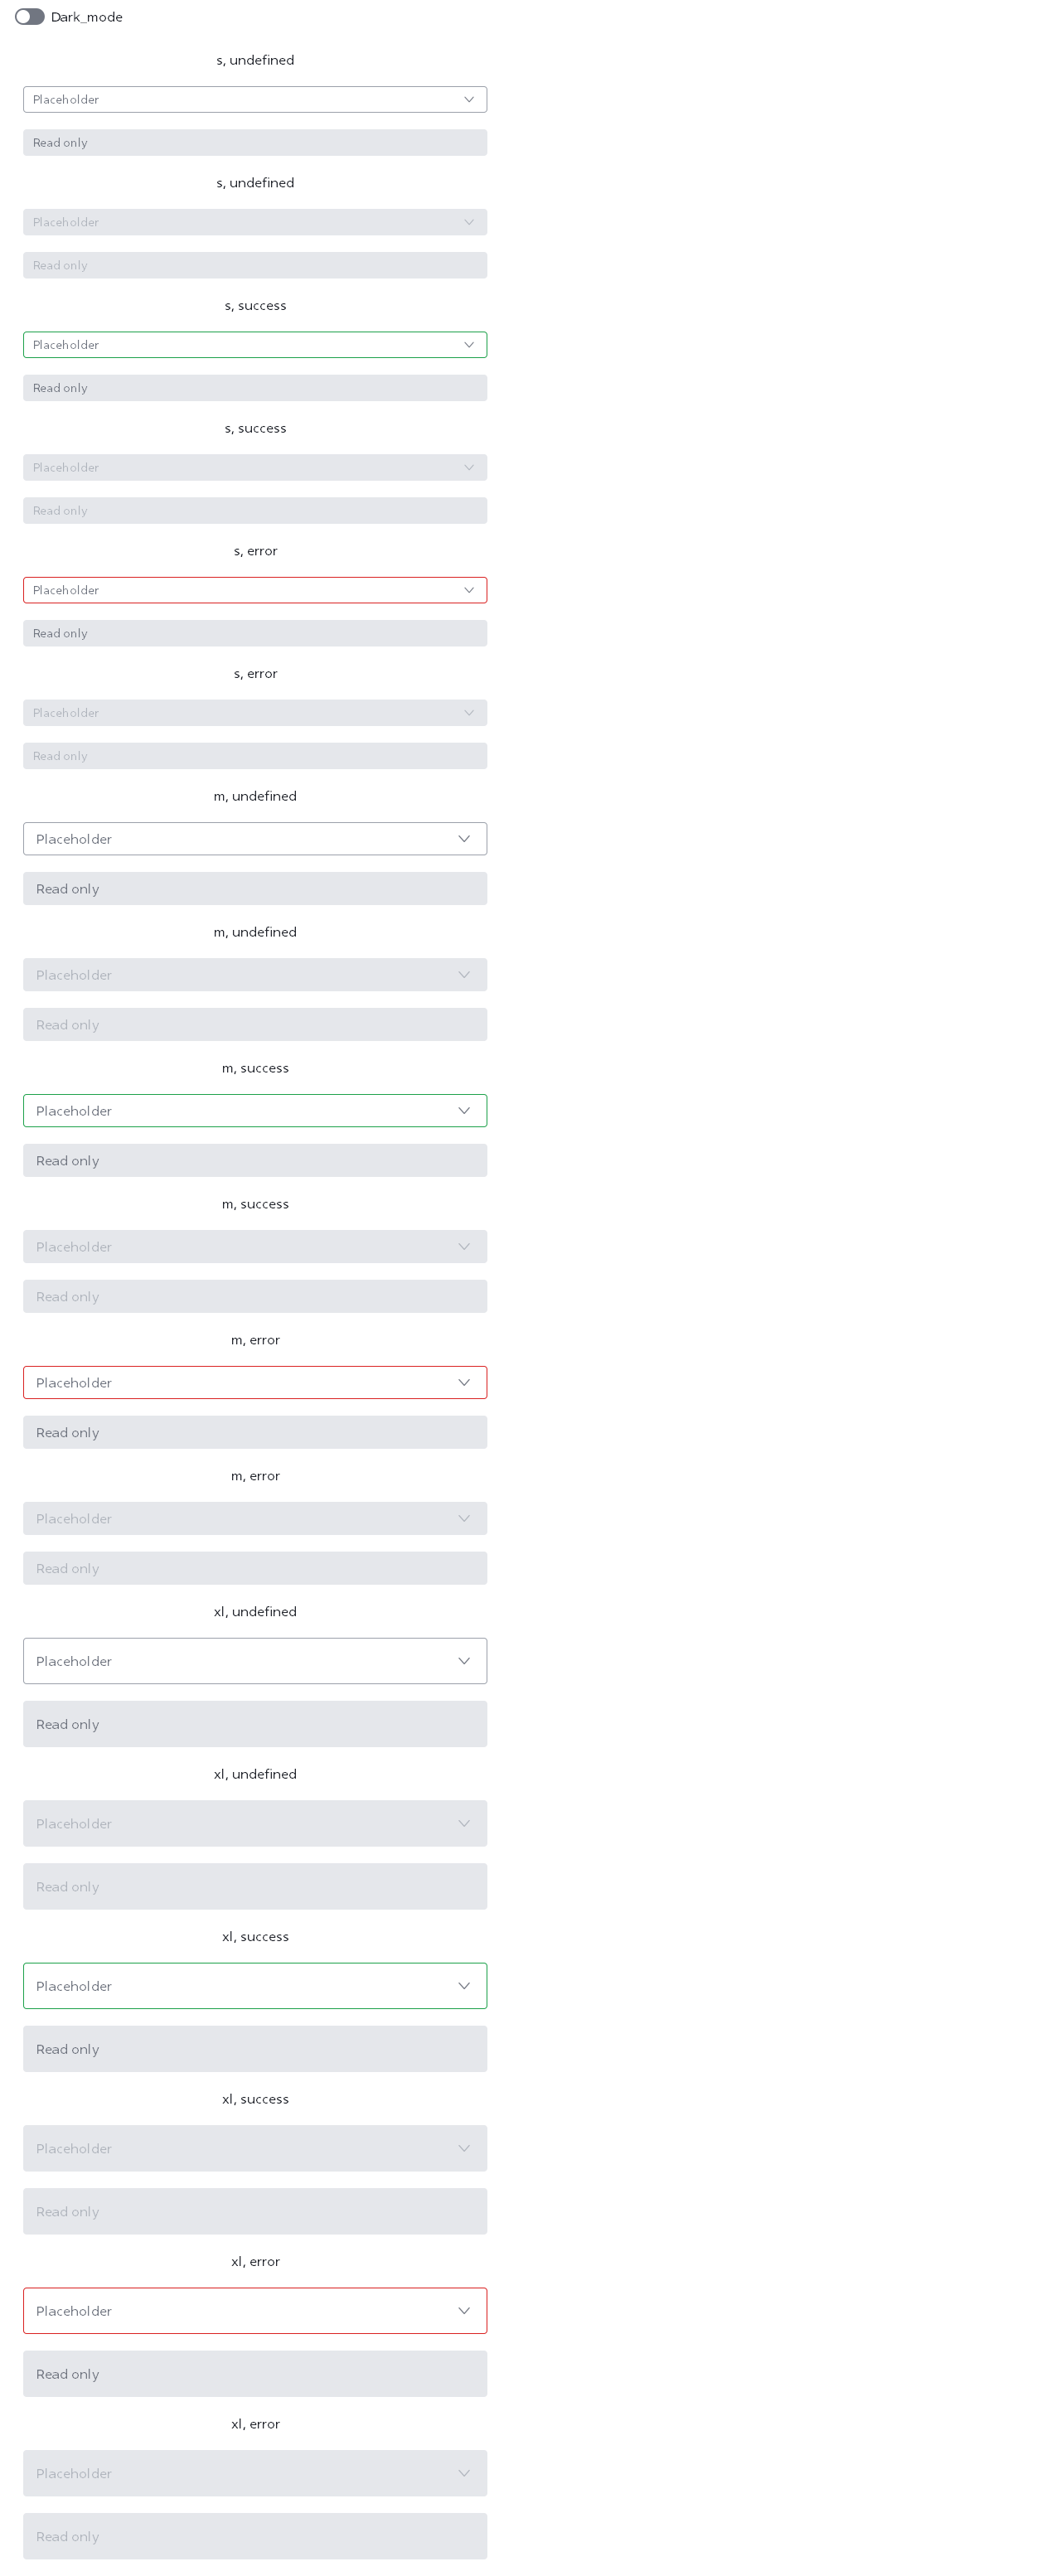 Dark_mode
s, undefined
Placeholder
Read only
s, undefined
Placeholder
Read only
s, success
Placeholder
Read only
s, success
Placeholder
Read only
s, error
Placeholder
Read only
s, error
Placeholder
Read only
m, undefined
Placeholder
Read only
m, undefined
Placeholder
Read only
m, success
Placeholder
Read only
m, success
Placeholder
Read only
m, error
Placeholder
Read only
m, error
Placeholder
Read only
xl, undefined
Placeholder
Read only
xl, undefined
Placeholder
Read only
xl, success
Placeholder
Read only
xl, success
Placeholder
Read only
xl, error
Placeholder
Read only
xl, error
Placeholder
Read only